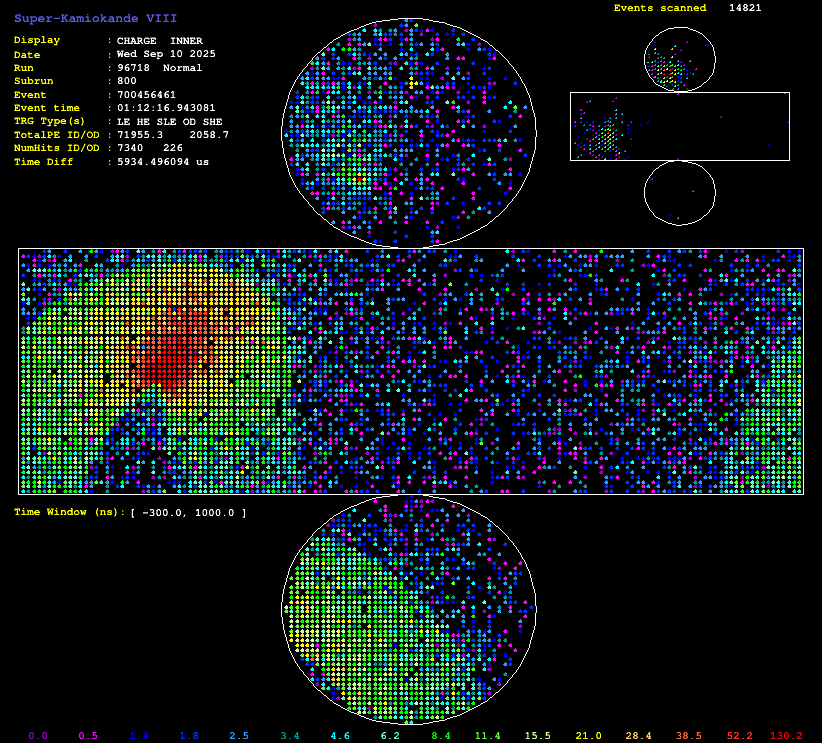 Super-Kamiokande VIII
Events scanned 14821
Display : CHARGE INNER
Date : Wed Sep 10 2025
Run : 96718 Normal
Subrun : 800
Event : 700456461
Event time : 01:12:16.943081
TRG Type(s) : LE HE SLE OD SHE
TotalPE ID/OD : 71955.3 2058.7
NumHits ID/OD : 7340 226
Time Diff : 5934.496094 us
Time Window (ns): [ -300.0, 1000.0 ]
0.0 0.5 1.4 1.8 2.5 3.4 4.6 6.2 8.4 11.4 15.5 21.0 28.4 38.5 52.2 130.2